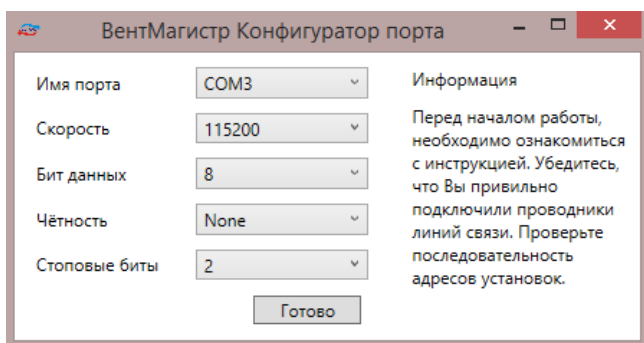 ВентМагистр Конфигуратор порта
Имя порта
COM3
Скорость
115200
Бит данных
8
Чётность
None
Стоповые биты
2
Готово
Информация
Перед началом работы,
необходимо ознакомиться
с инструкцией. Убедитесь,
что Вы привильно
подключили проводники
линий связи. Проверьте
последовательность
адресов установок.